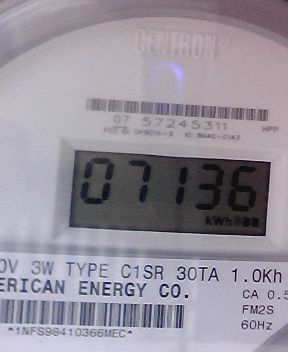 CENTRON®
07 57245311
HPP
07136
kWh
0V 3W TYPE C1SR 30TA 1.0Kh
ERICAN ENERGY CO.
CA 0.5
FM2S
60Hz
*1NFS98410366MEC*